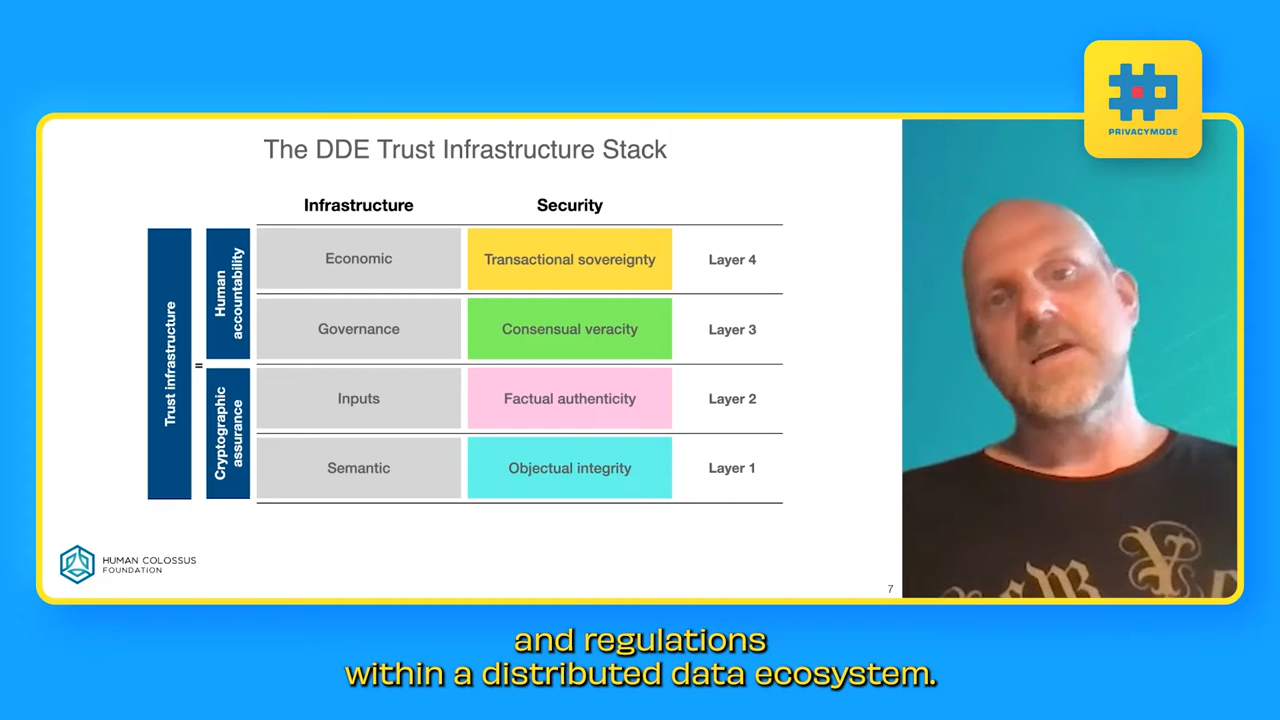 PRIVACYMODE
The DDE Trust Infrastructure Stack
Infrastructure
Security
Trust infrastructure
=
Human
accountability
Cryptographic
assurance
Economic
Transactional sovereignty
Layer 4
Governance
Consensual veracity
Layer 3
Inputs
Factual authenticity
Layer 2
Semantic
Objectual integrity
Layer 1
HUMAN COLOSSUS
FOUNDATION
7
and regulations
within a distributed data ecosystem.